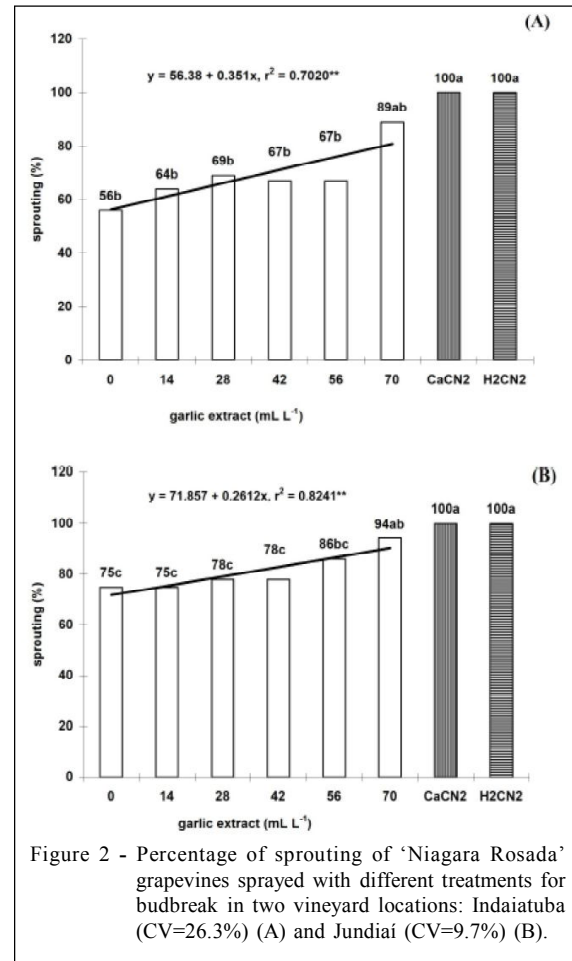 (A)
y = 56.38 + 0.351x, r² = 0.7020**
120
100
80
60
40
20
0
sprouting (%)
56b
64b
69b
67b
67b
89ab
100a
100a
0 14 28 42 56 70 CaCN2 H2CN2
garlic extract (mL L⁻¹)
(B)
y = 71.857 + 0.2612x. r² = 0.8241**
120
100
80
60
40
20
0
sprouting (%)
75c
75c
78c
78c
86bc
94ab
100a
100a
0 14 28 42 56 70 CaCN2 H2CN2
garlic extract (mL L⁻¹)
Figure 2 - Percentage of sprouting of ‘Niagara Rosada’
grapevines sprayed with different treatments for
budbreak in two vineyard locations: Indaiatuba
(CV=26.3%) (A) and Jundiaí (CV=9.7%) (B).